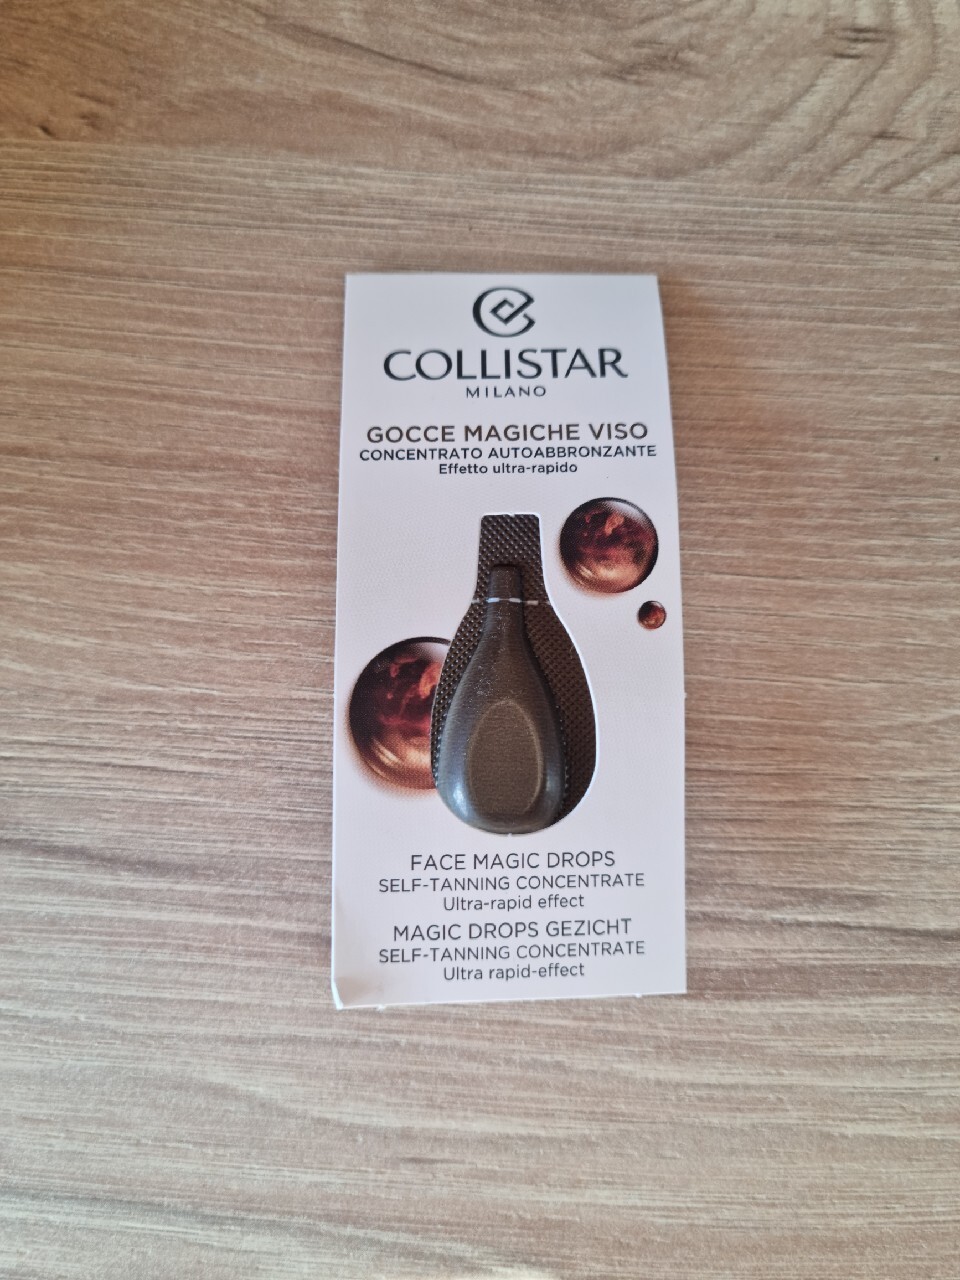 COLLISTAR
MILANO
GOCCE MAGICHE VISO
CONCENTRATO AUTOABBRONZANTE
Effetto ultra-rapido
FACE MAGIC DROPS
SELF-TANNING CONCENTRATE
Ultra-rapid effect
MAGIC DROPS GEZICHT
SELF-TANNING CONCENTRATE
Ultra rapid-effect